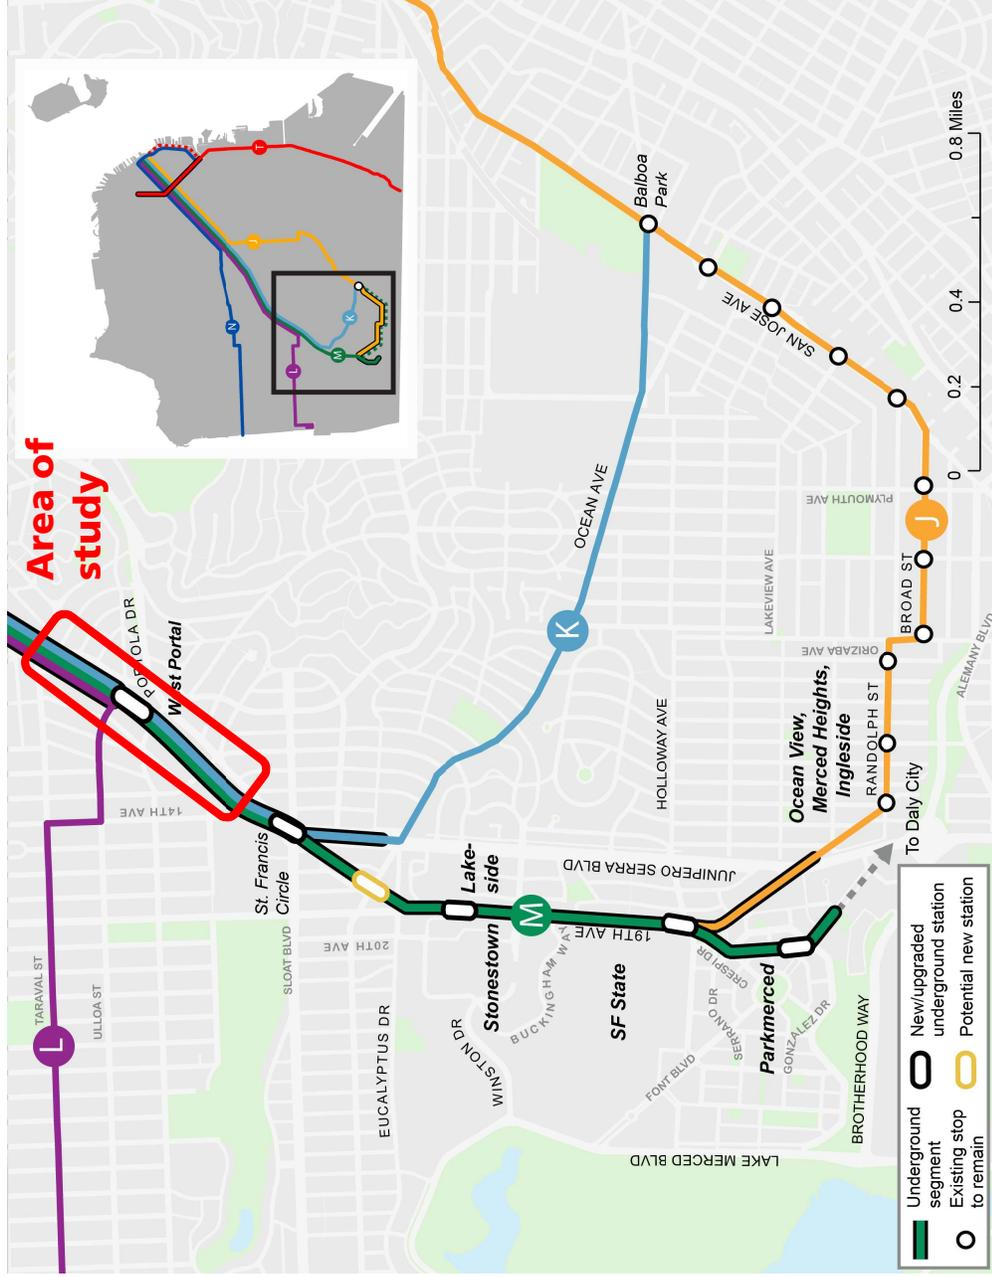 Area of
study
T
J
N
K
M
L
TARAVAL ST
L
ULLOA ST
14TH AVE
PORTOLA DR
West Portal
St. Francis
Circle
SLOAT BLVD
20TH AVE
EUCALYPTUS DR
WINSTON DR
Stonestown
Lake-
side
M
BUCKINGHAM WAY
19TH AVE
JUNIPERO SERRA BLVD
SF State
HOLLOWAY AVE
K
OCEAN AVE
Balboa
Park
SAN JOSE AVE
LAKEVIEW AVE
PLYMOUTH AVE
J
BROAD ST
ORIZABA AVE
RANDOLPH ST
ALEMANY BLVD
Ocean View,
Merced Heights,
Ingleside
To Daly City
CRESPI DR
SERRANO DR
FONT BLVD
Parkmerced
GONZALEZ DR
BROTHERHOOD WAY
LAKE MERCED BLVD
0 0.2 0.4 0.8 Miles
Underground
segment
New/upgraded
underground station
Existing stop
to remain
Potential new station